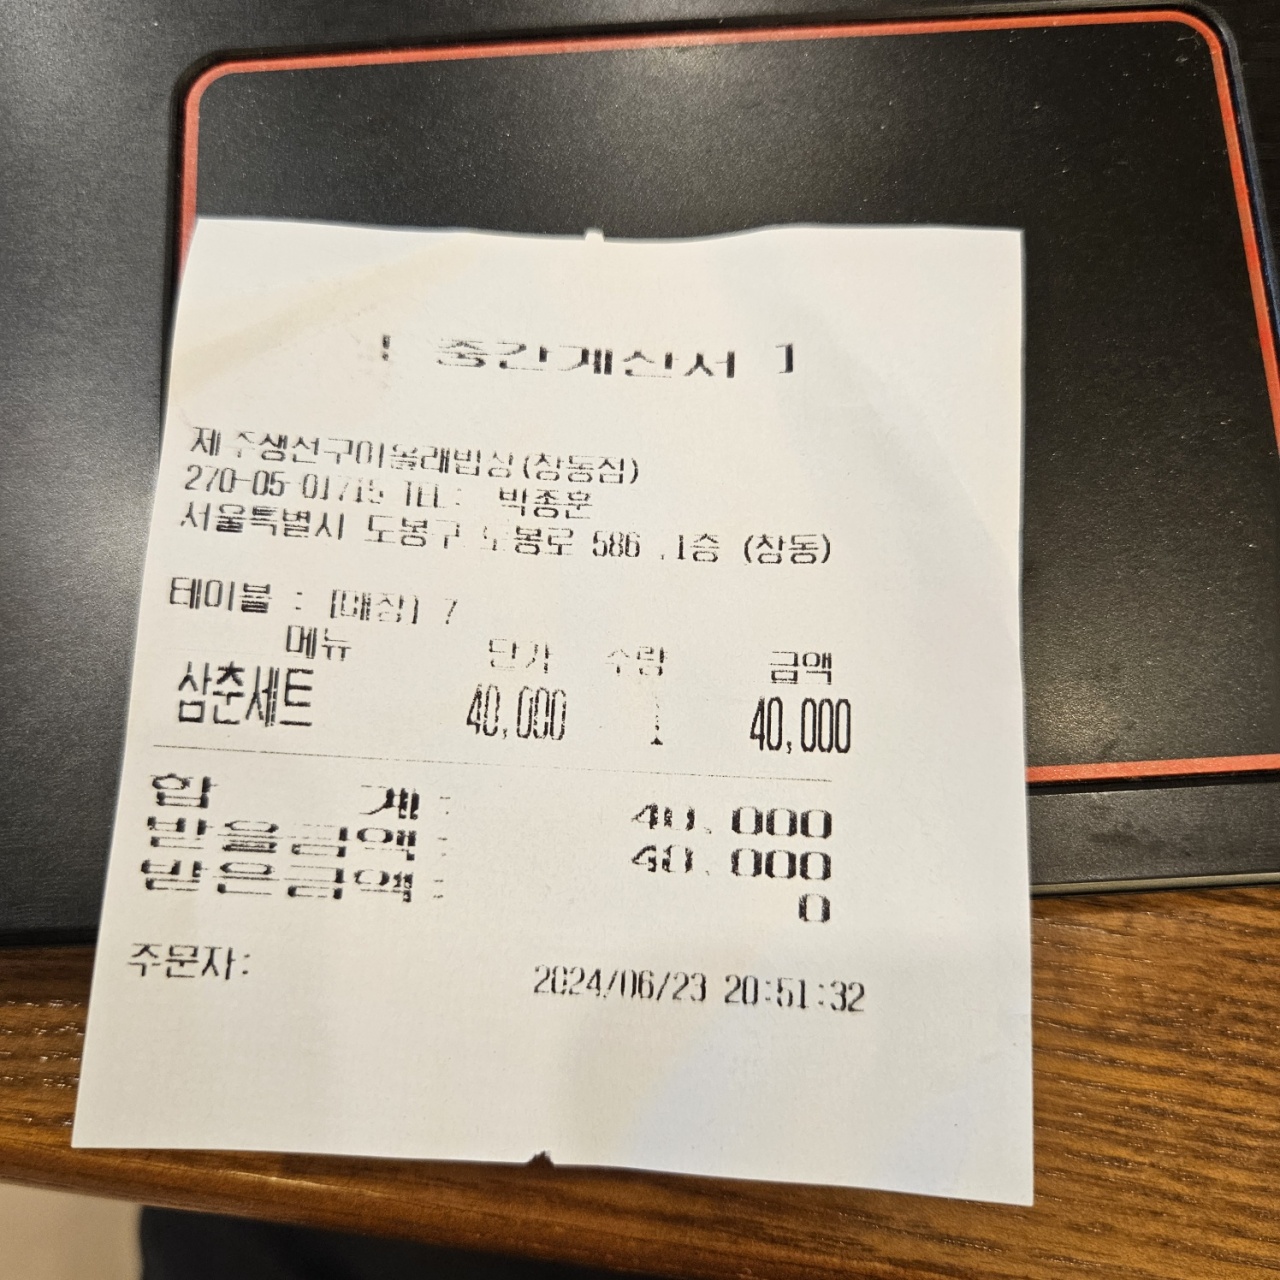 [ 중간계산서 ]
제주생선구이올래밥상(창동점)
270-05-01715 TEL: 박종훈
서울특별시 도봉구 도봉로 586 ,1층 (창동)
테이블 : [매장] 7
메뉴 단가 수량 금액
삼춘세트 40,000 1 40,000
합 계 : 40,000
받을금액 : 40,000
받은금액 : 0
주문자: 2024/06/23 20:51:32